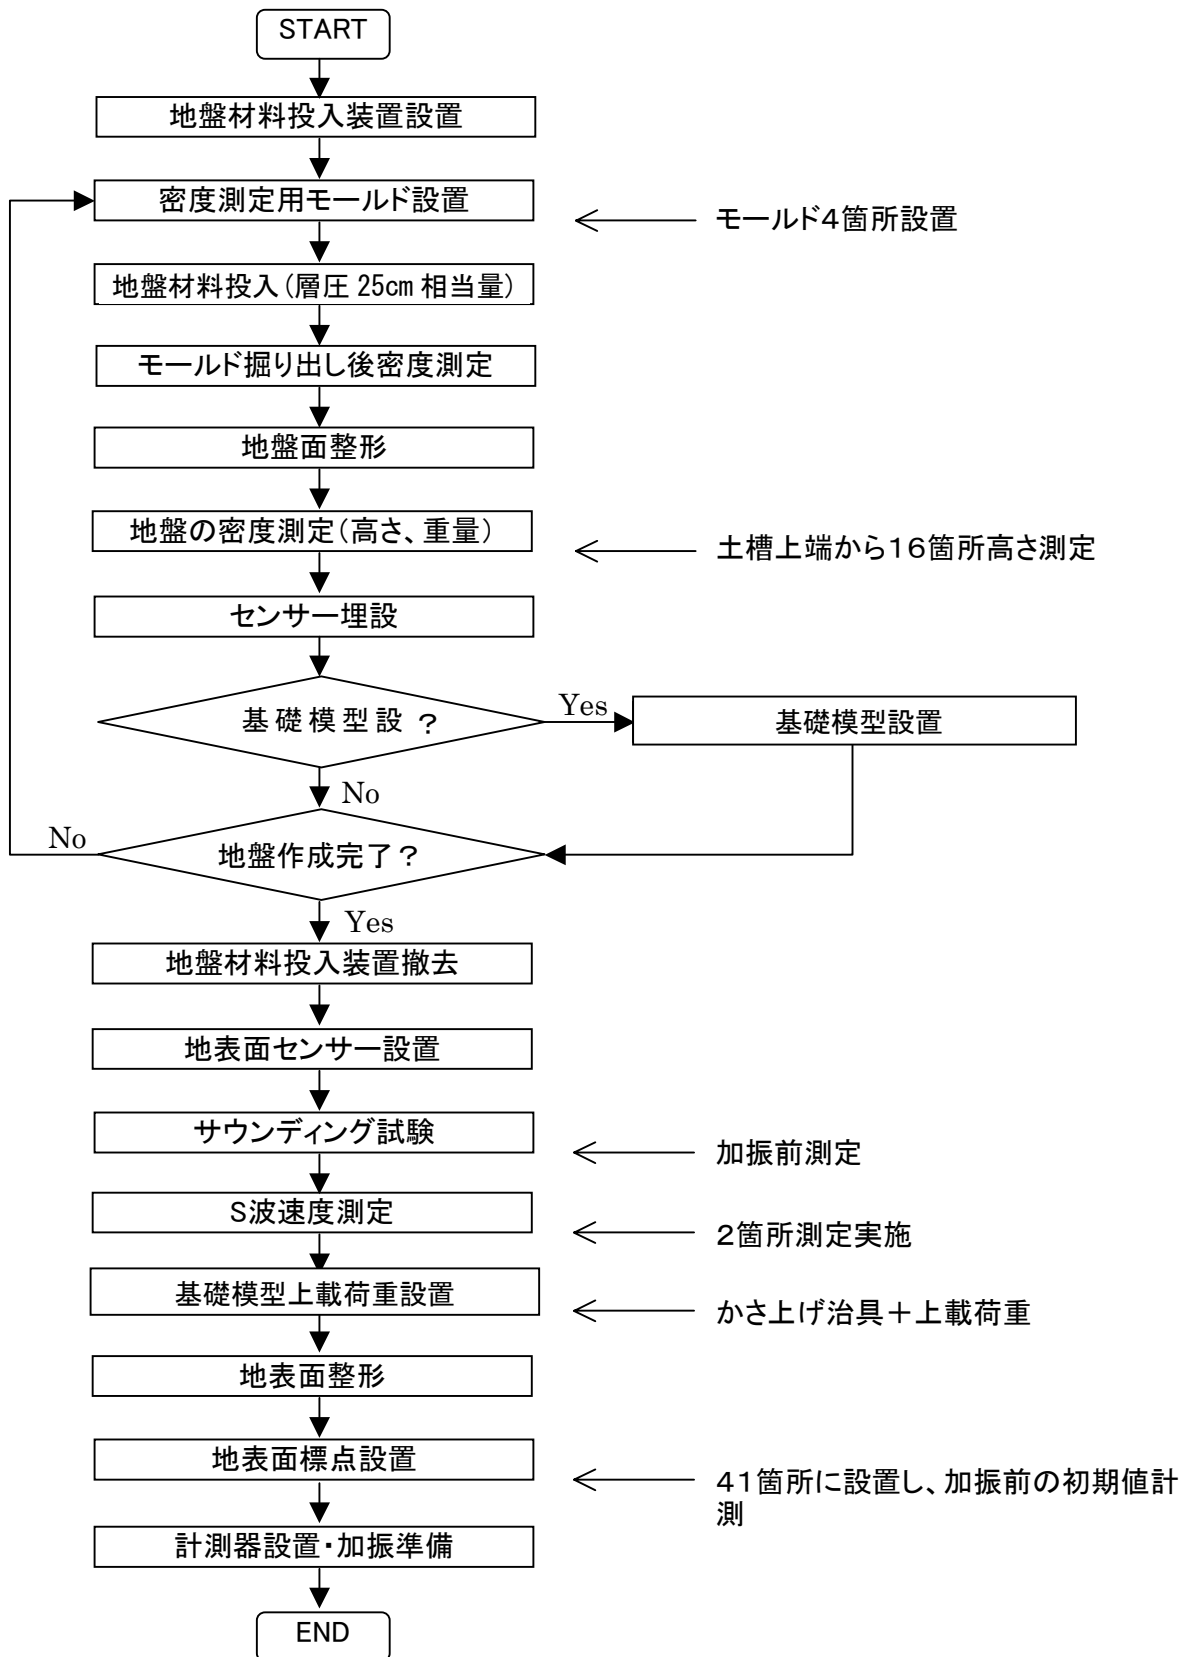 START
地盤材料投入装置設置
密度測定用モールド設置
モールド4箇所設置
地盤材料投入(層圧 25cm 相当量)
モールド掘り出し後密度測定
地盤面整形
地盤の密度測定(高さ、重量)
土槽上端から16箇所高さ測定
センサー埋設
基礎模型設 ?
Yes
基礎模型設置
No
地盤作成完了?
No
Yes
地盤材料投入装置撤去
地表面センサー設置
サウンディング試験
加振前測定
S波速度測定
2箇所測定実施
基礎模型上載荷重設置
かさ上げ治具+上載荷重
地表面整形
地表面標点設置
41箇所に設置し、加振前の初期値計
測
計測器設置・加振準備
END